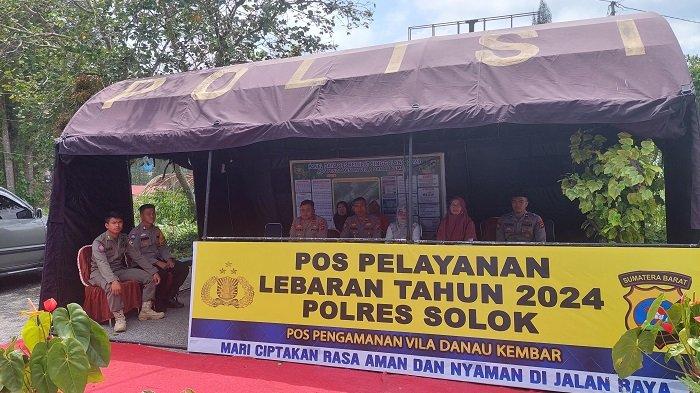 POLISI
POS PELAYANAN
LEBARAN TAHUN 2024
POLRES SOLOK
POS PENGAMANAN VILA DANAU KEMBAR
MARI CIPTAKAN RASA AMAN DAN NYAMAN DI JALAN RAYA
SUMATERA BARAT